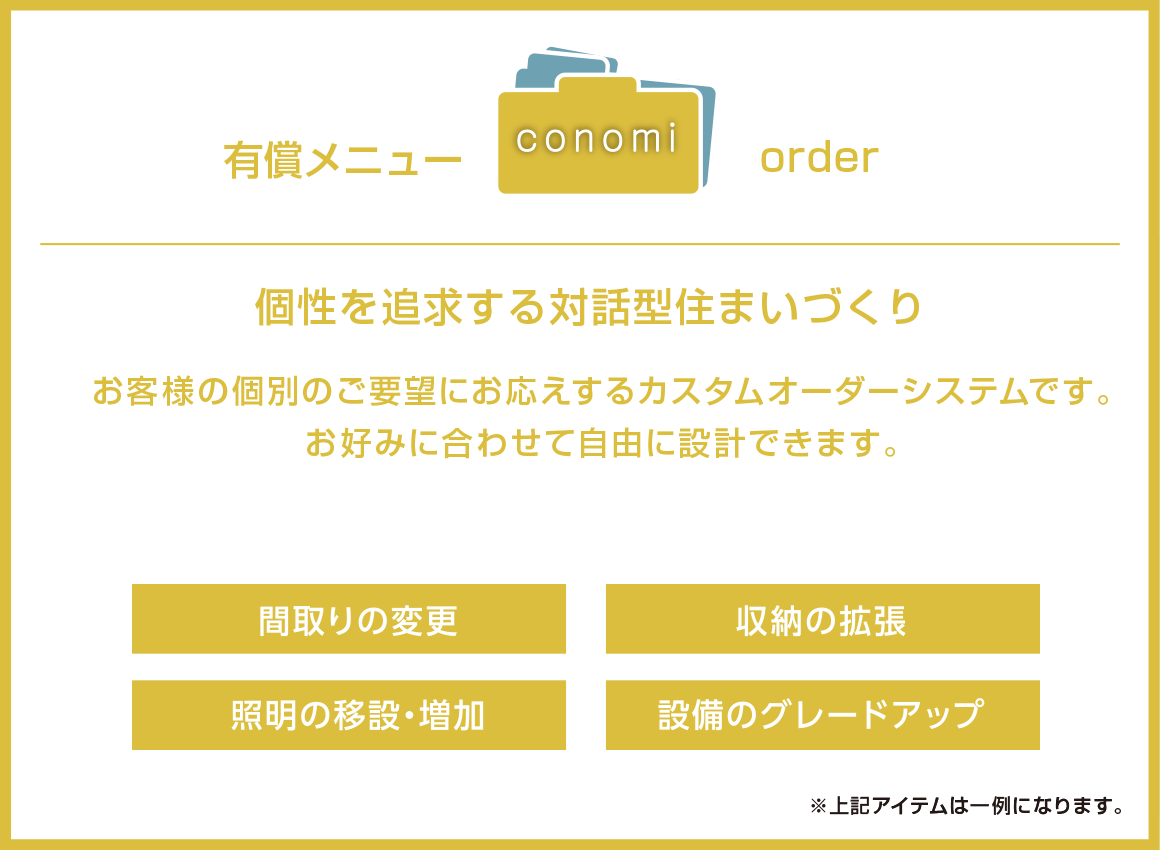 有償メニュー conomi order
個性を追求する対話型住まいづくり
お客様の個別のご要望にお応えするカスタムオーダーシステムです。
お好みに合わせて自由に設計できます。
間取りの変更
収納の拡張
照明の移設・増加
設備のグレードアップ
※上記アイテムは一例になります。